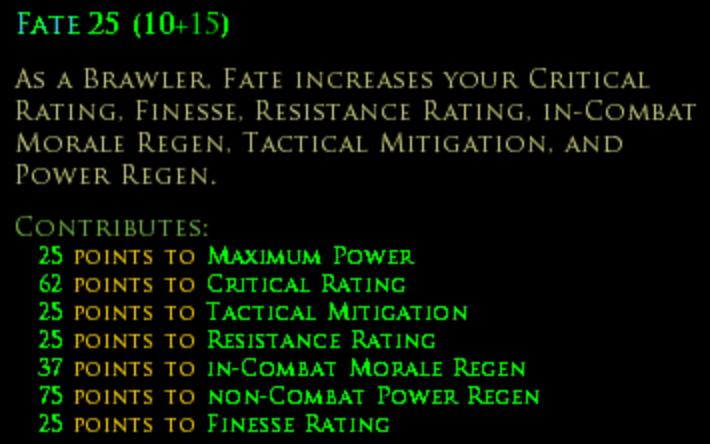 Fate 25 (10+15)
As a Brawler, Fate increases your Critical
Rating, Finesse, Resistance Rating, in-Combat
Morale Regen, Tactical Mitigation, and
Power Regen.
Contributes:
25 points to Maximum Power
62 points to Critical Rating
25 points to Tactical Mitigation
25 points to Resistance Rating
37 points to in-Combat Morale Regen
75 points to non-Combat Power Regen
25 points to Finesse Rating